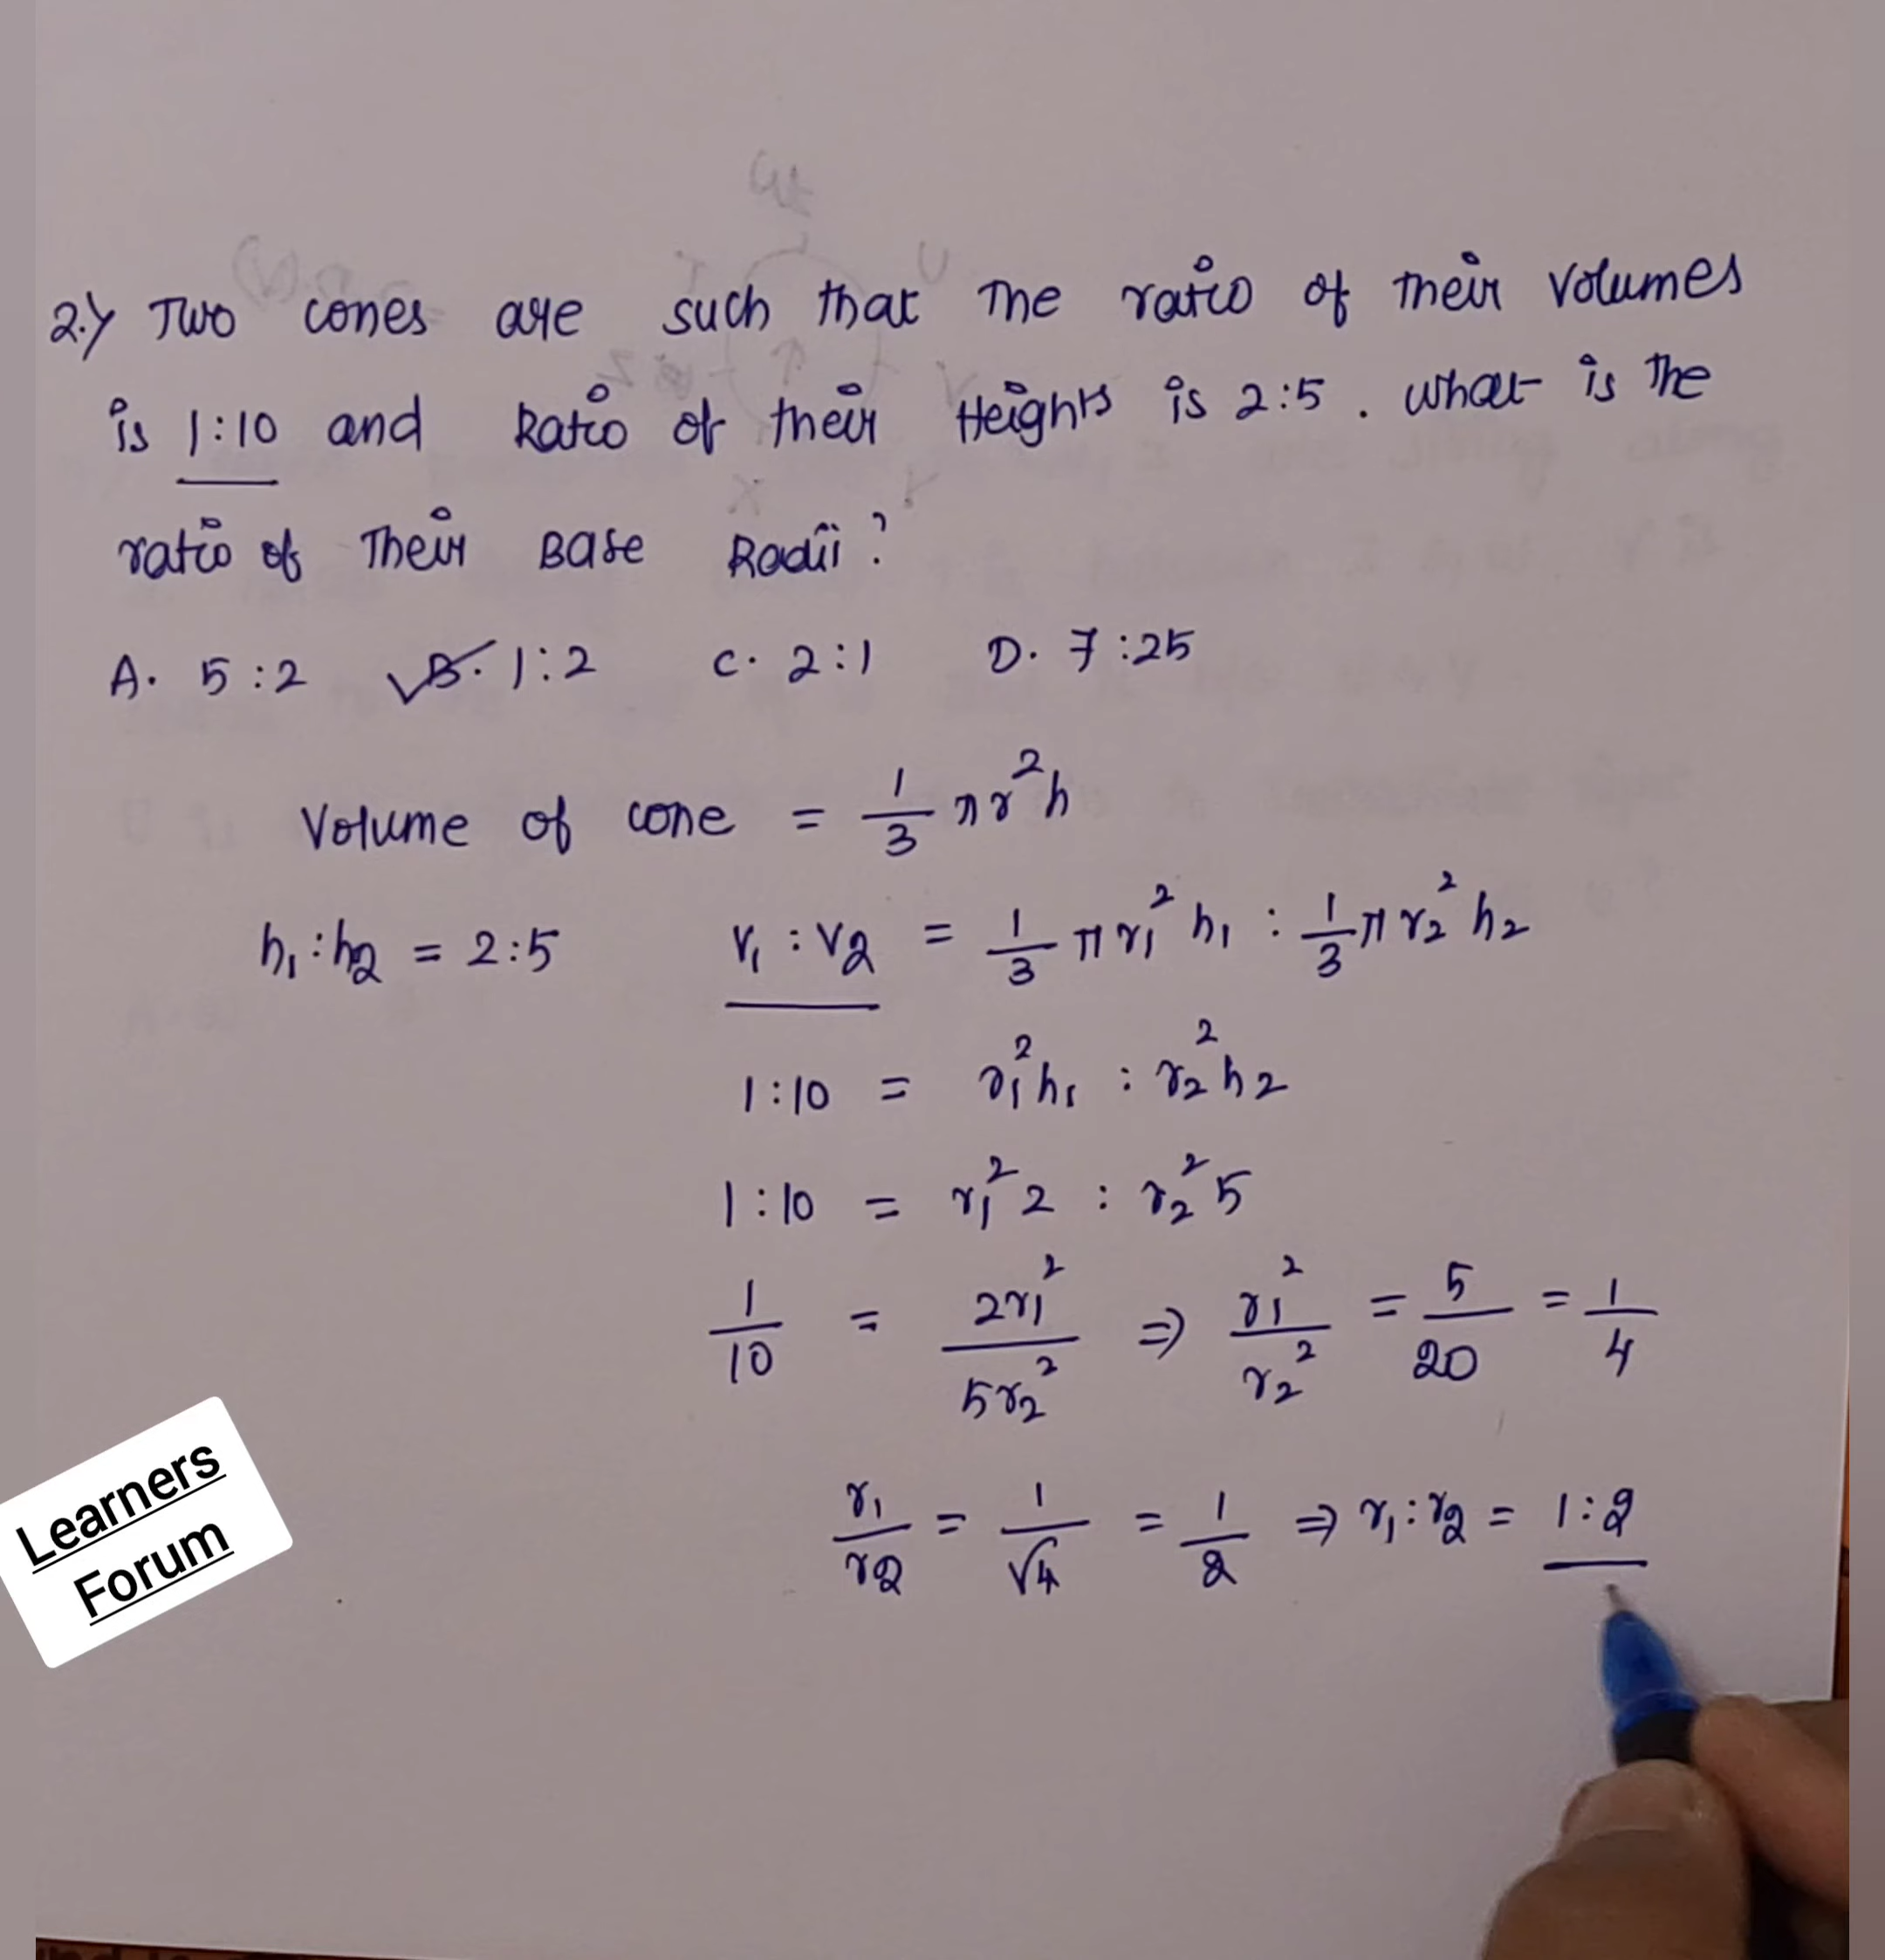 2.) Two cones are such that The ratio of their volumes
is 1:10 and Ratio of their Heights is 2:5. what is the
ratio of Their Base Radii?
A. 5:2 B. 1:2 C. 2:1 D. 7:25
Volume of cone = 1/3 πr²h
h₁:h₂ = 2:5 V₁:V₂ = 1/3 πr₁²h₁ : 1/3 πr₂²h₂
1:10 = r₁²h₁ : r₂²h₂
1:10 = r₁²2 : r₂²5
1/10 = 2r₁²/5r₂² ⇒ r₁²/r₂² = 5/20 = 1/4
r₁/r₂ = 1/√4 = 1/2 ⇒ r₁:r₂ = 1:2
Learners
Forum